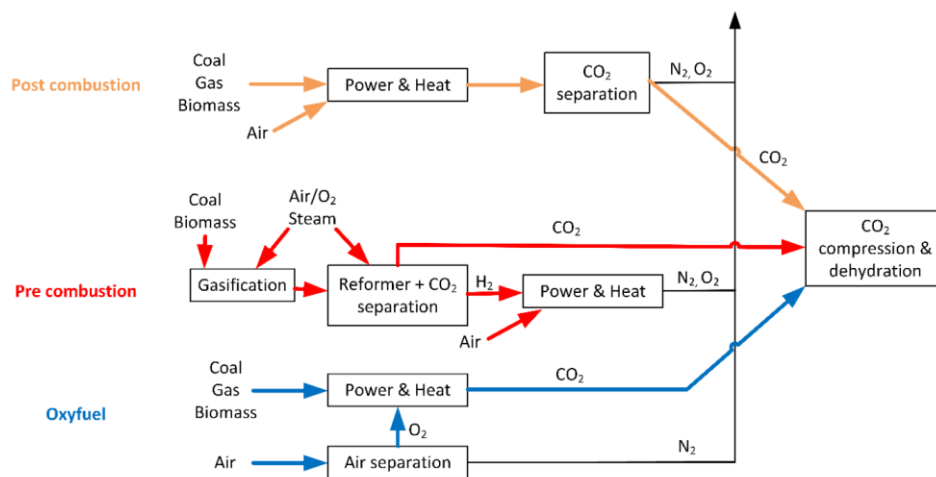 Post combustion
Coal
Gas
Biomass
Air
Power & Heat
CO₂
separation
N₂, O₂
CO₂
Pre combustion
Coal
Biomass
Air/O₂
Steam
Gasification
Reformer + CO₂
separation
CO₂
H₂
Air
Power & Heat
N₂, O₂
CO₂
compression &
dehydration
Oxyfuel
Coal
Gas
Biomass
Power & Heat
CO₂
O₂
Air
Air separation
N₂